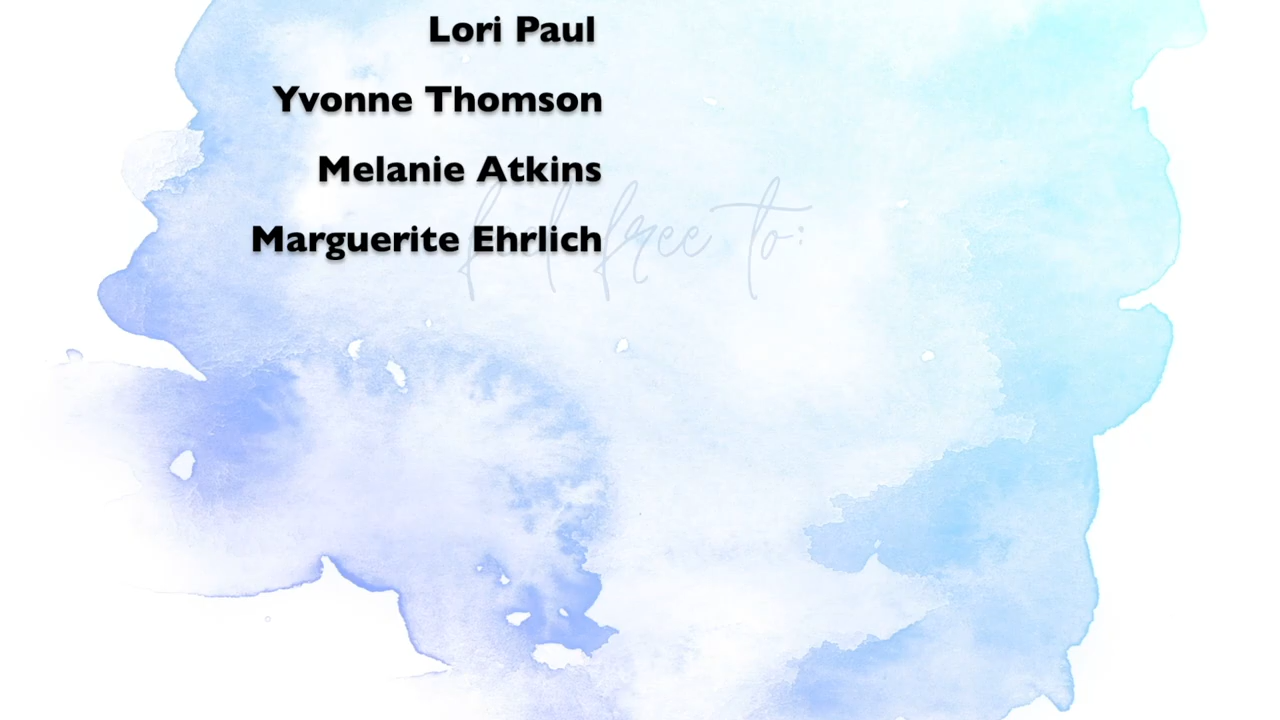 Lori Paul
Yvonne Thomson
Melanie Atkins
Marguerite Ehrlich
feel free to: